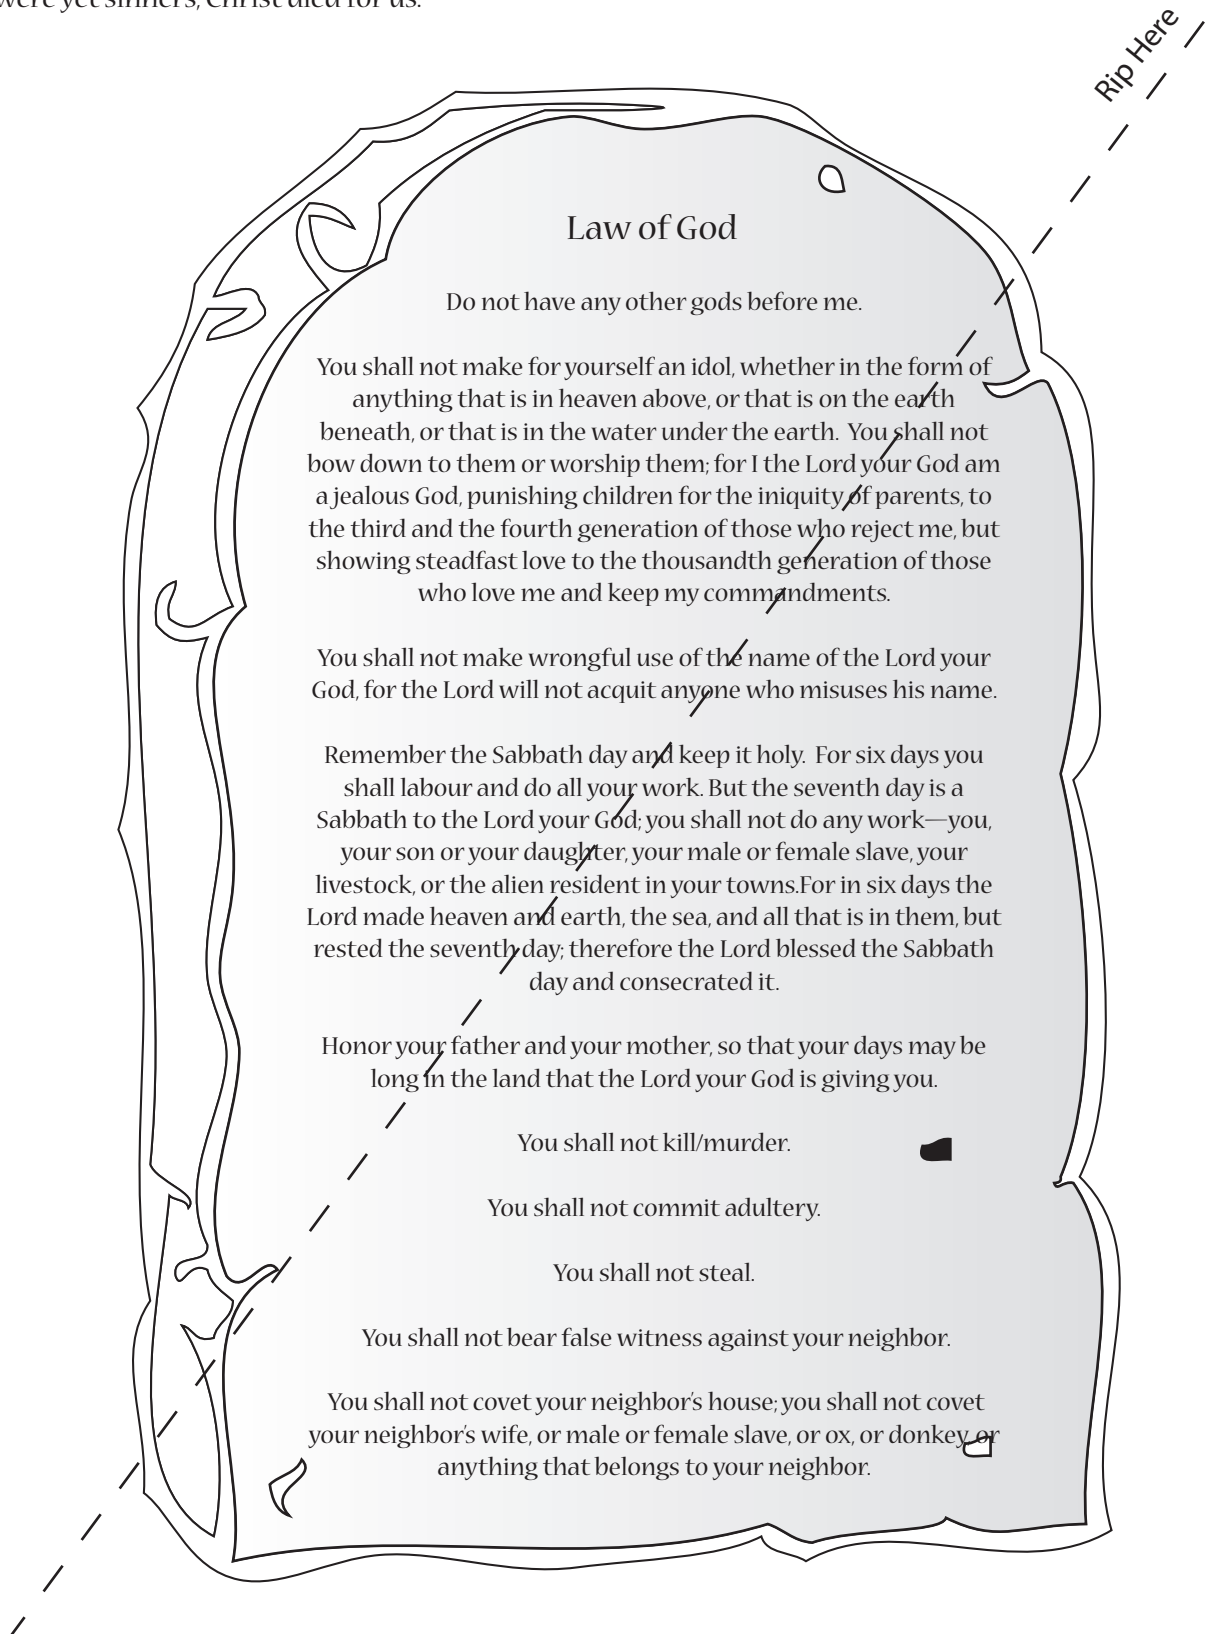 were yet sinners, Christ died for us.
Rip Here
Law of God
Do not have any other gods before me.
You shall not make for yourself an idol, whether in the form of
anything that is in heaven above, or that is on the earth
beneath, or that is in the water under the earth.  You shall not
bow down to them or worship them; for I the Lord your God am
a jealous God, punishing children for the iniquity of parents, to
the third and the fourth generation of those who reject me, but
showing steadfast love to the thousandth generation of those
who love me and keep my commandments.
You shall not make wrongful use of the name of the Lord your
God, for the Lord will not acquit anyone who misuses his name.
Remember the Sabbath day and keep it holy.  For six days you
shall labour and do all your work. But the seventh day is a
Sabbath to the Lord your God; you shall not do any work—you,
your son or your daughter, your male or female slave, your
livestock, or the alien resident in your towns.For in six days the
Lord made heaven and earth, the sea, and all that is in them, but
rested the seventh day; therefore the Lord blessed the Sabbath
day and consecrated it.
Honor your father and your mother, so that your days may be
long in the land that the Lord your God is giving you.
You shall not kill/murder.
You shall not commit adultery.
You shall not steal.
You shall not bear false witness against your neighbor.
You shall not covet your neighbor's house; you shall not covet
your neighbor's wife, or male or female slave, or ox, or donkey, or
anything that belongs to your neighbor.